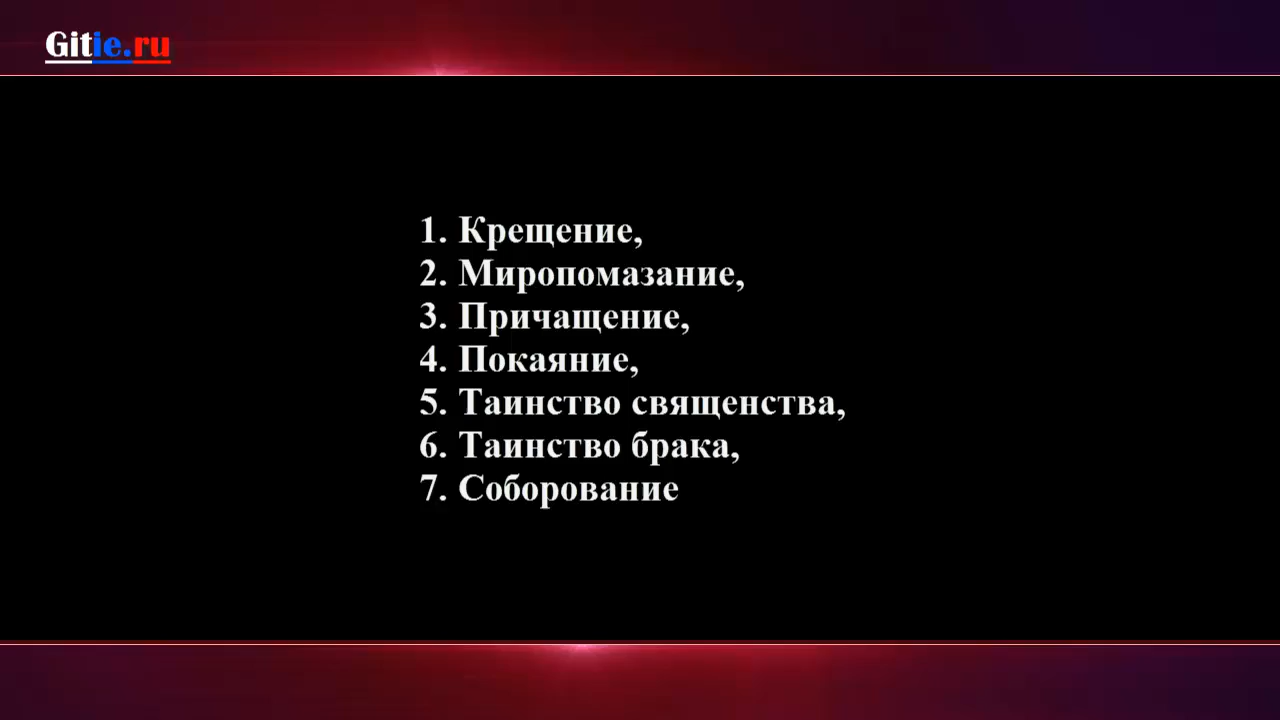 Gitie.ru
1. Крещение,
2. Миропомазание,
3. Причащение,
4. Покаяние,
5. Таинство священства,
6. Таинство брака,
7. Соборование